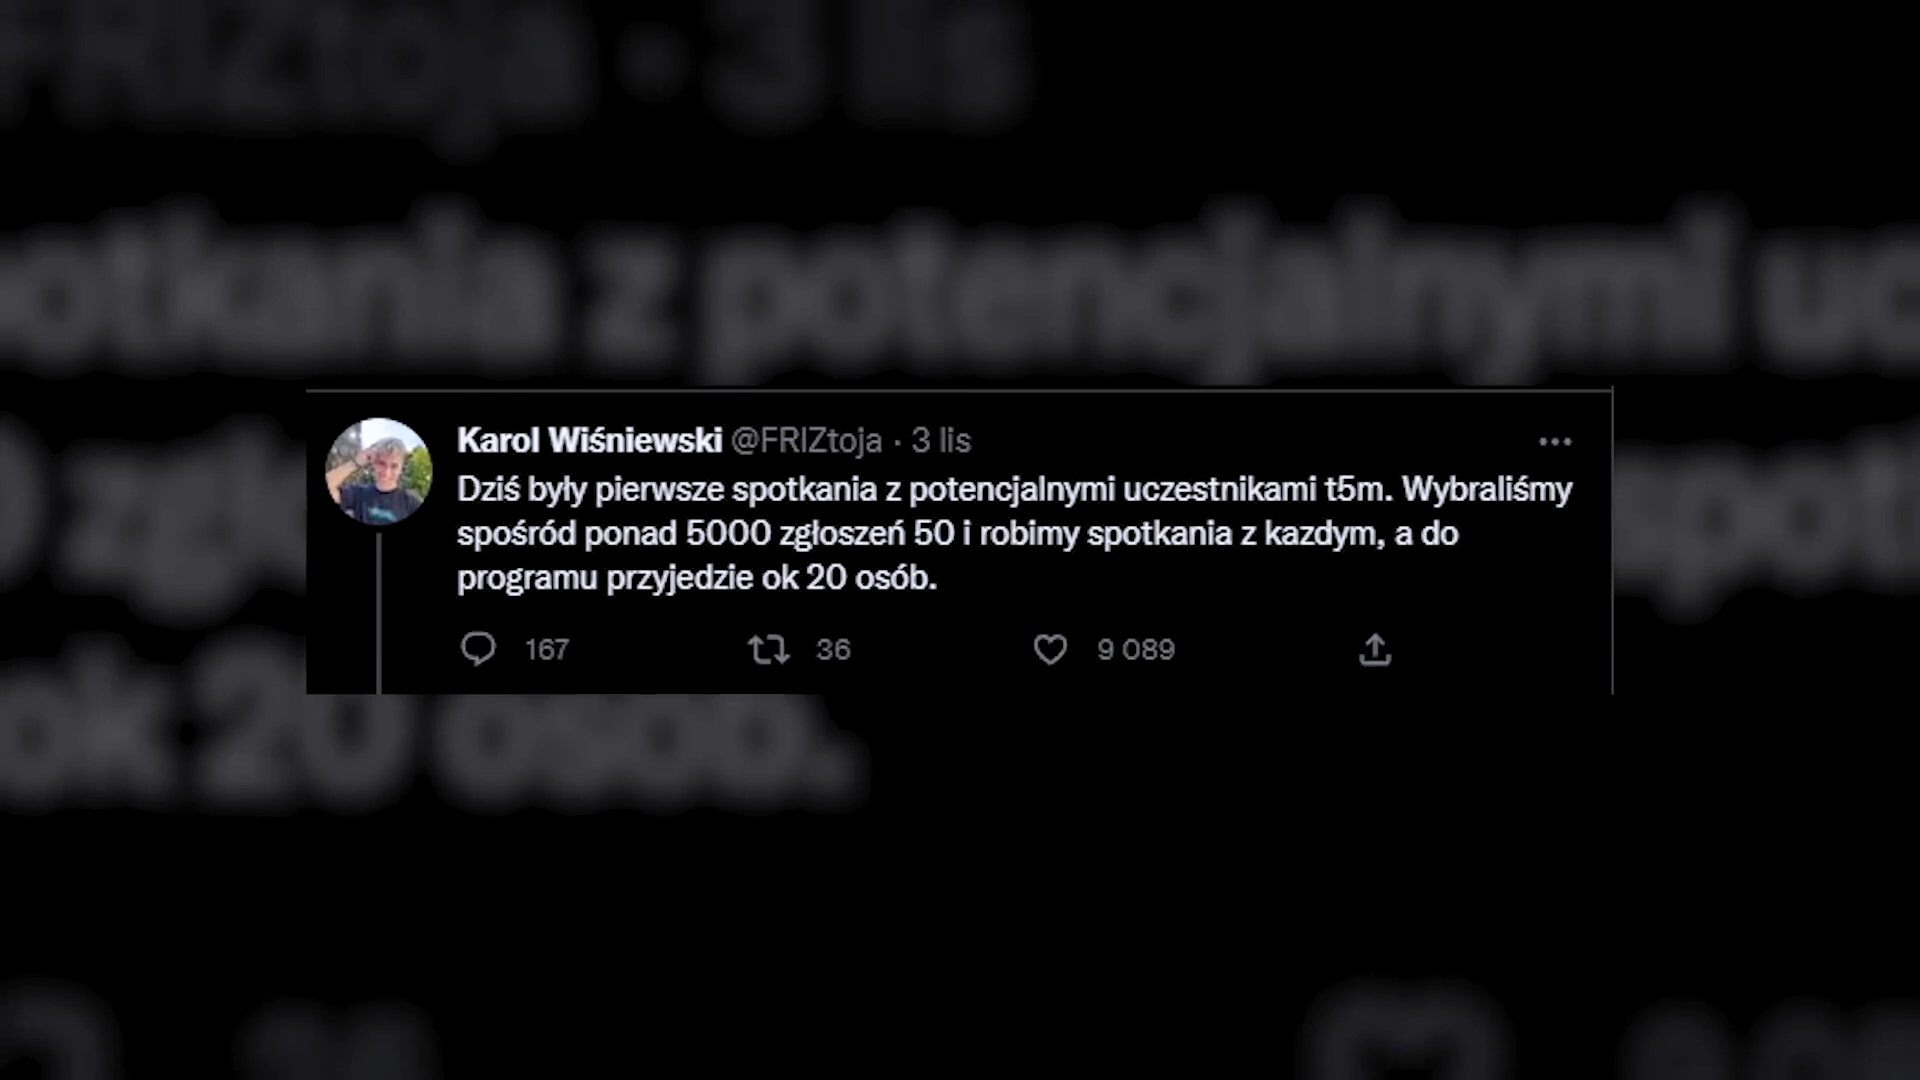 Karol Wiśniewski @FRIZtoja · 3 lis
Dziś były pierwsze spotkania z potencjalnymi uczestnikami t5m. Wybraliśmy
spośród ponad 5000 zgłoszeń 50 i robimy spotkania z kazdym, a do
programu przyjedzie ok 20 osób.
167 36 9 089